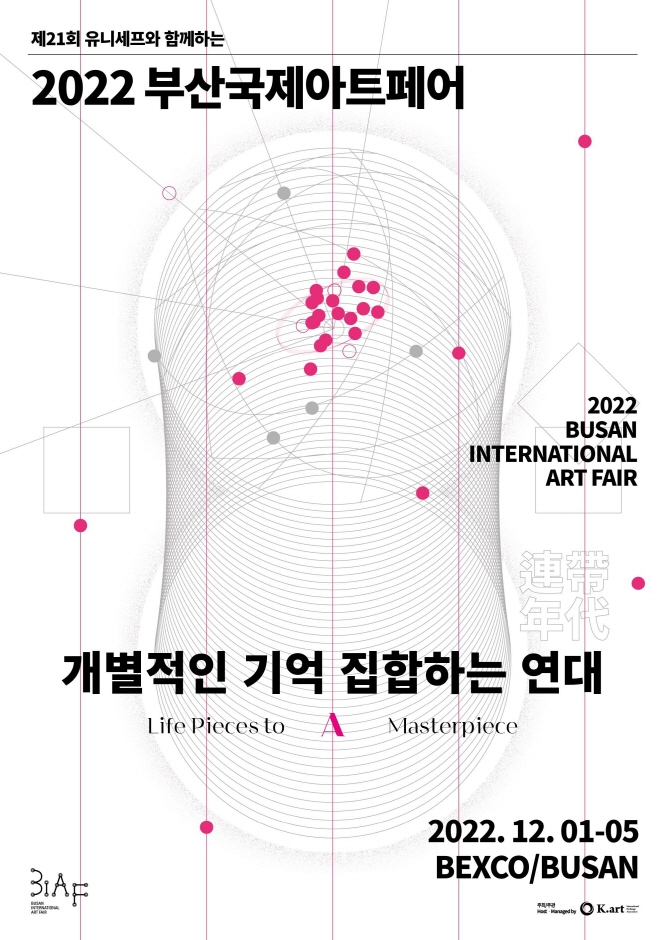 제21회 유니세프와 함께하는
2022 부산국제아트페어
2022
BUSAN
INTERNATIONAL
ART FAIR
連帶
年代
개별적인 기억 집합하는 연대
Life Pieces to A Masterpiece
2022. 12. 01-05
BEXCO/BUSAN
BIAF
BUSAN
INTERNATIONAL
ART FAIR
주최/주관
Host · Managed by
K.art